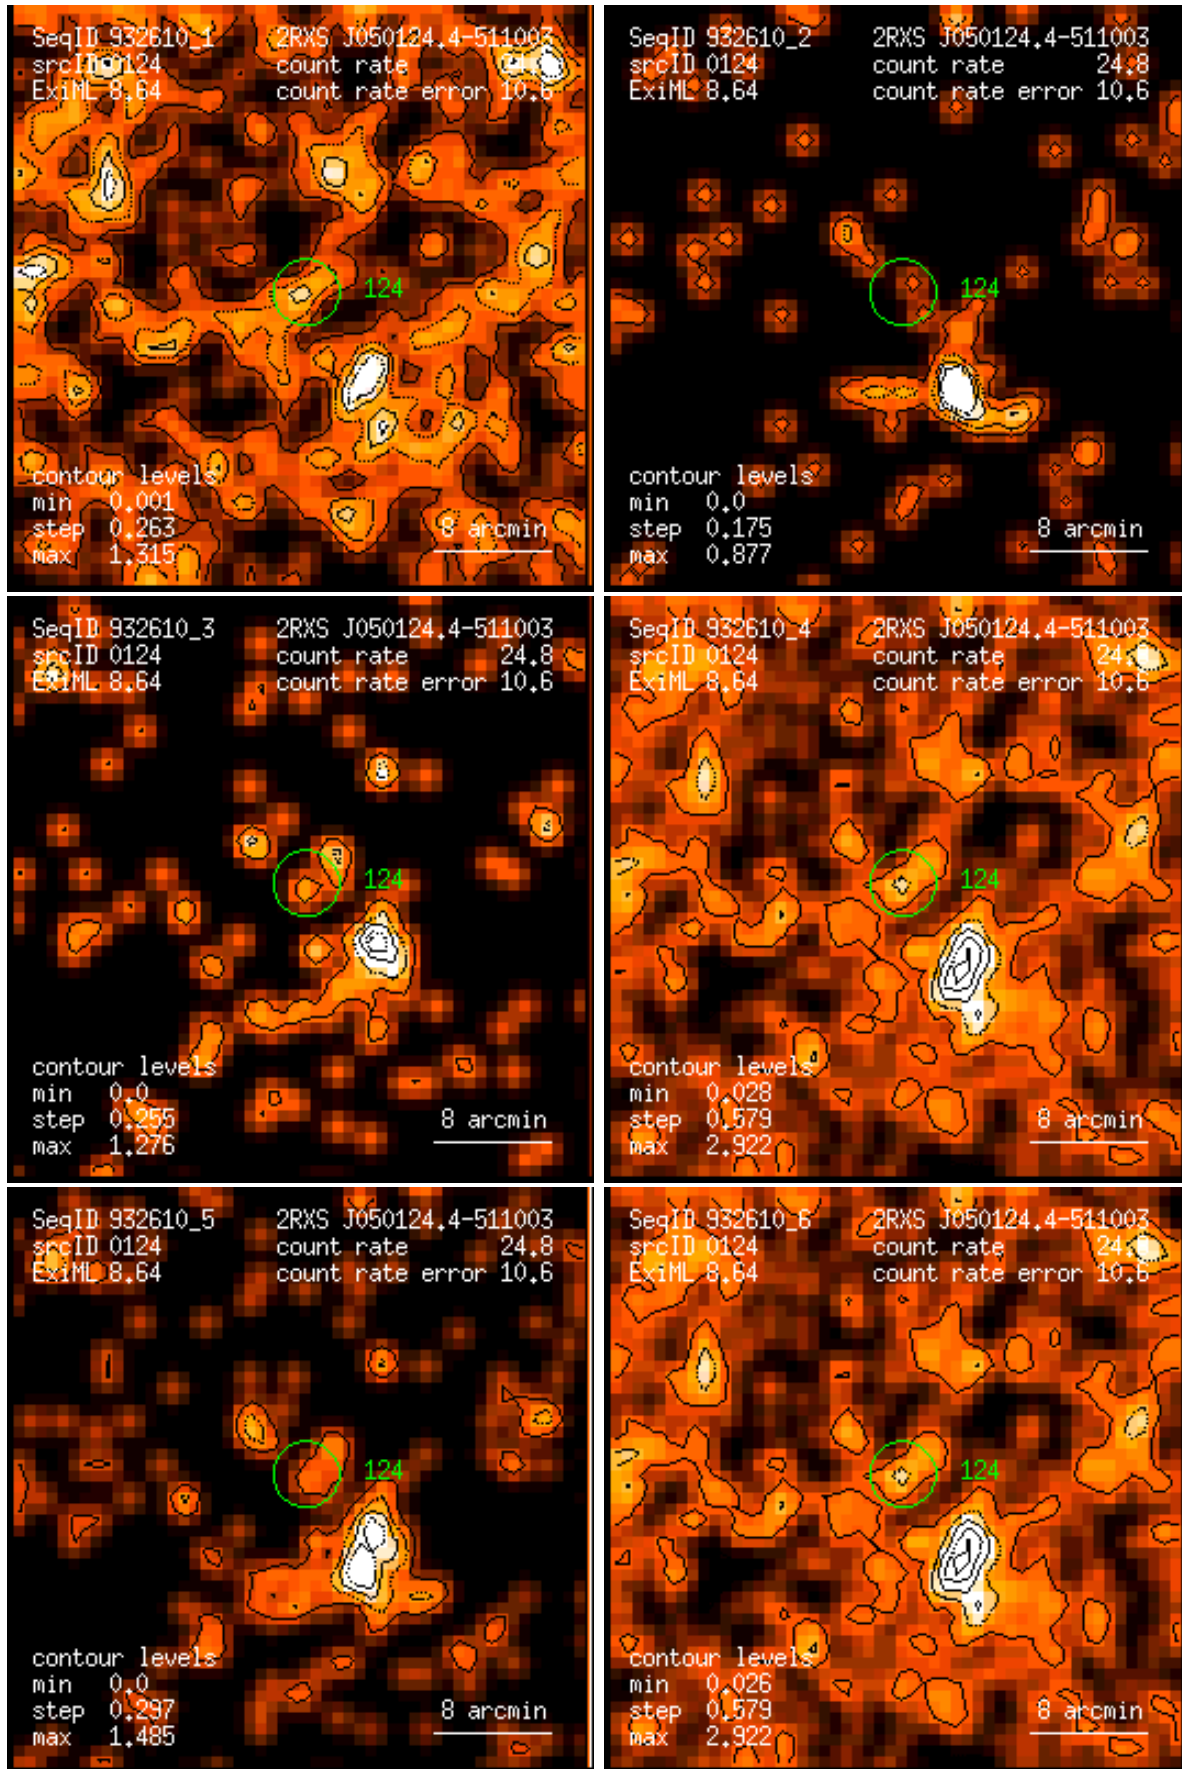 SeqID 932610_1 2RXS J050124.4-511003
srcID 0124 count rate 24.8
ExiML 8.64 count rate error 10.6
124
contour levels
min 0.001
step 0.263 8 arcmin
max 1.315
SeqID 932610_2 2RXS J050124.4-511003
srcID 0124 count rate 24.8
ExiML 8.64 count rate error 10.6
124
contour levels
min 0.0
step 0.175 8 arcmin
max 0.877
SeqID 932610_3 2RXS J050124.4-511003
srcID 0124 count rate 24.8
ExiML 8.64 count rate error 10.6
124
contour levels
min 0.0
step 0.255 8 arcmin
max 1.276
SeqID 932610_4 2RXS J050124.4-511003
srcID 0124 count rate 24.8
ExiML 8.64 count rate error 10.6
124
contour levels
min 0.028
step 0.579 8 arcmin
max 2.922
SeqID 932610_5 2RXS J050124.4-511003
srcID 0124 count rate 24.8
ExiML 8.64 count rate error 10.6
124
contour levels
min 0.0
step 0.297 8 arcmin
max 1.485
SeqID 932610_6 2RXS J050124.4-511003
srcID 0124 count rate 24.8
ExiML 8.64 count rate error 10.6
124
contour levels
min 0.026
step 0.579 8 arcmin
max 2.922